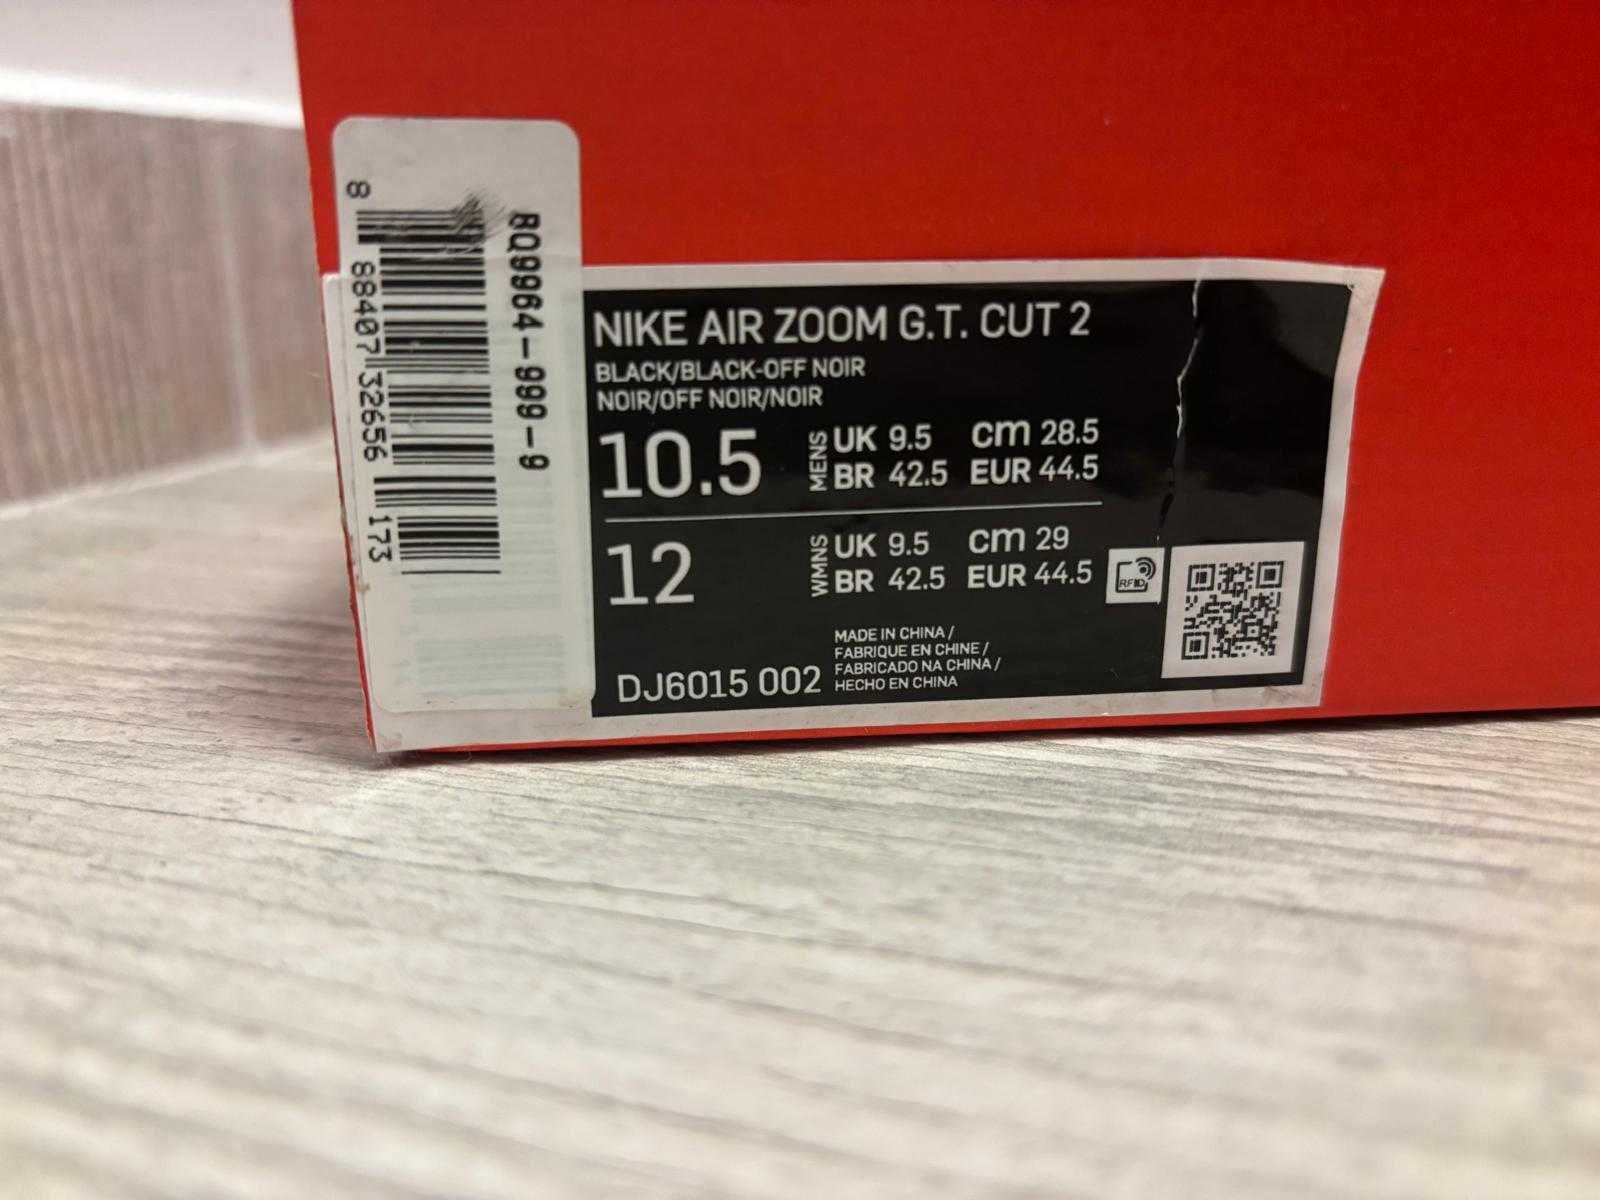 8 88407 32656 173
BQ9964-999-9
NIKE AIR ZOOM G.T. CUT 2
BLACK/BLACK-OFF NOIR
NOIR/OFF NOIR/NOIR
10.5 MENS UK 9.5 cm 28.5
BR 42.5 EUR 44.5
12 WMNS UK 9.5 cm 29
BR 42.5 EUR 44.5
RFID
MADE IN CHINA /
FABRIQUE EN CHINE /
FABRICADO NA CHINA /
HECHO EN CHINA
DJ6015 002